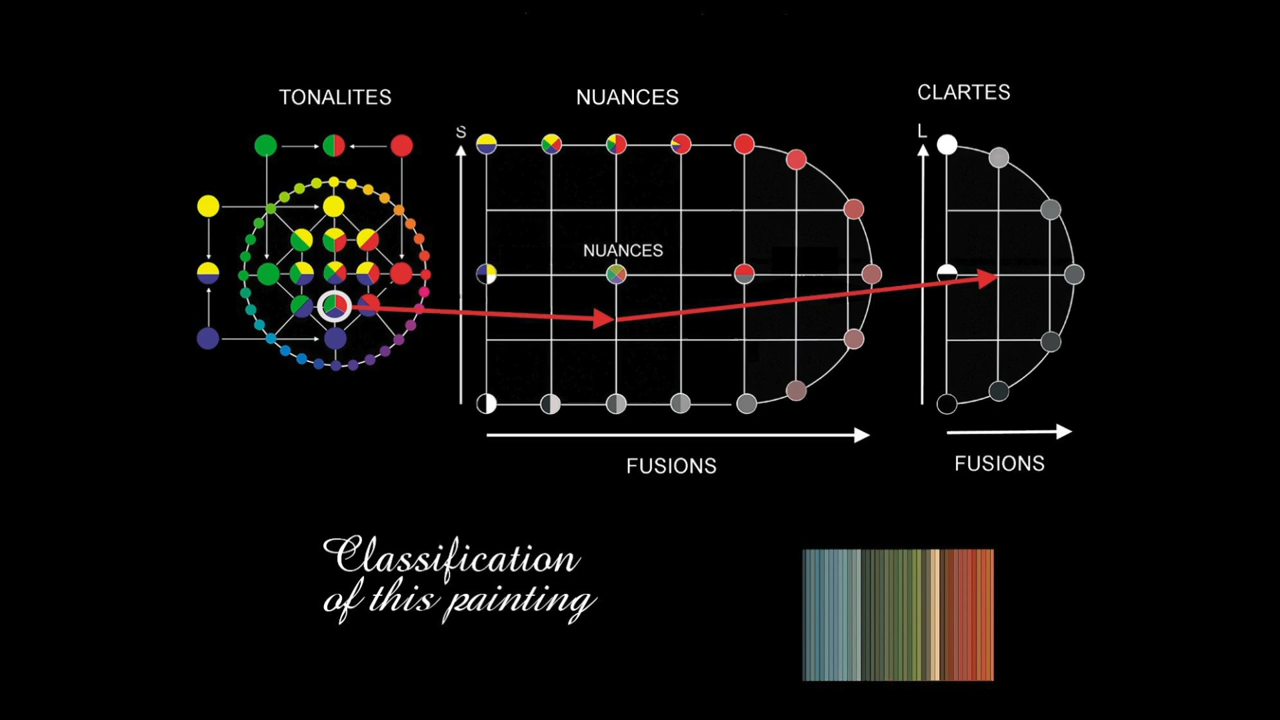 TONALITES
NUANCES
CLARTES
S
L
NUANCES
FUSIONS
FUSIONS
Classification
of this painting